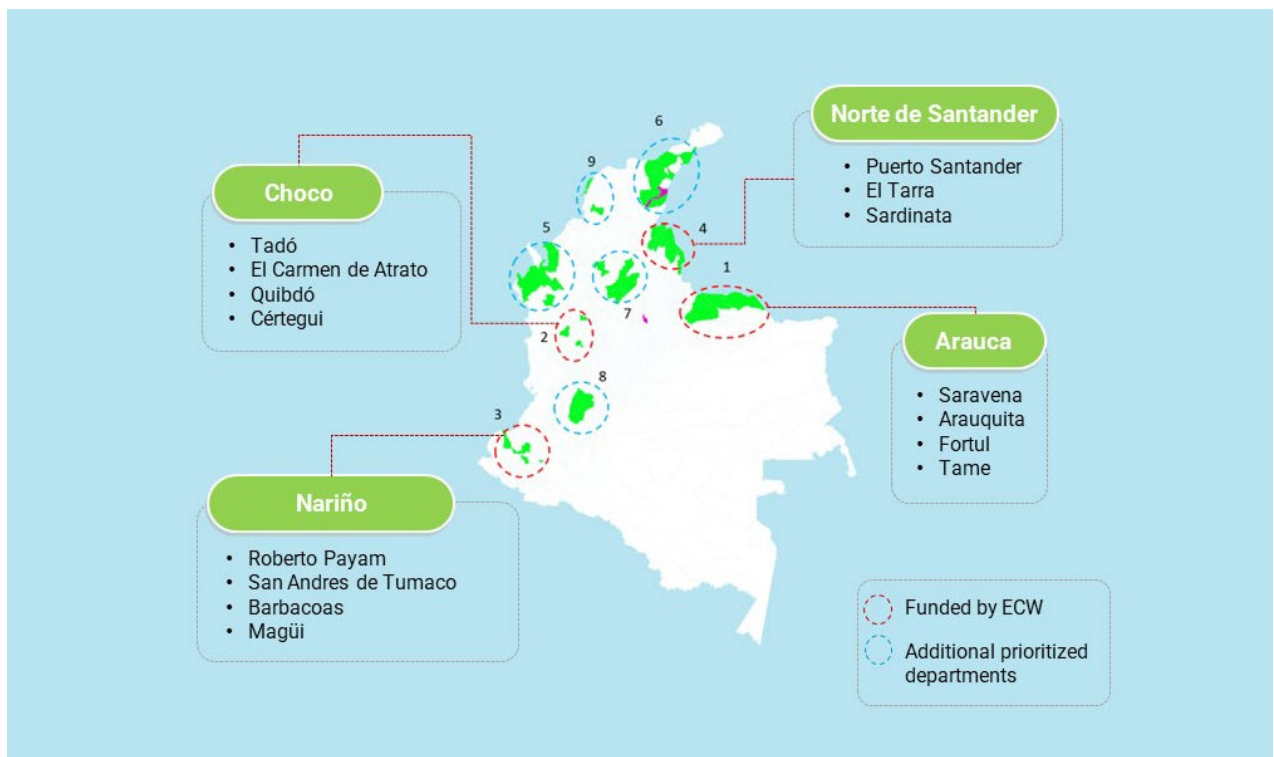 Norte de Santander
• Puerto Santander
• El Tarra
• Sardinata
Choco
• Tadó
• El Carmen de Atrato
• Quibdó
• Cértegui
6
9
5
4
1
7
2
8
3
Arauca
• Saravena
• Arauquita
• Fortul
• Tame
Nariño
• Roberto Payam
• San Andres de Tumaco
• Barbacoas
• Magüi
Funded by ECW
Additional prioritized
departments